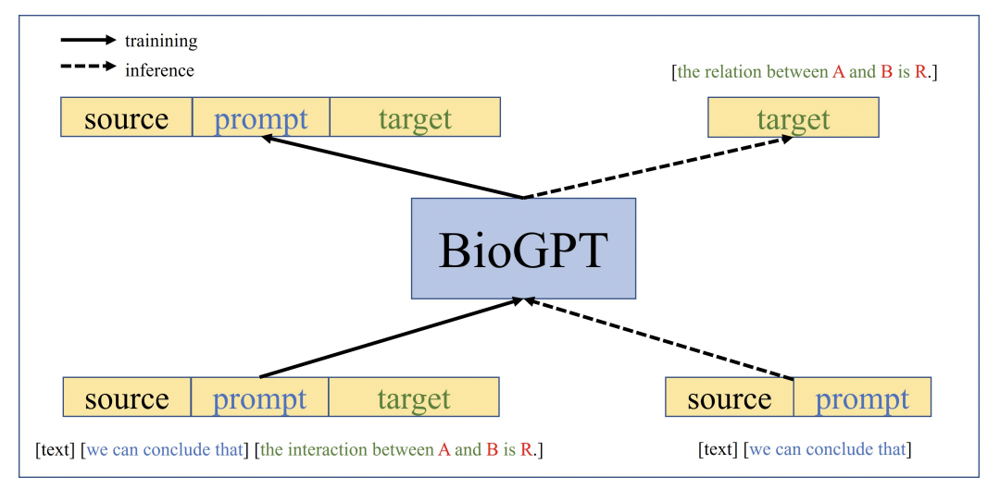 trainining
inference
[the relation between A and B is R.]
source prompt target
target
BioGPT
source prompt target
source prompt
[text] [we can conclude that] [the interaction between A and B is R.]
[text] [we can conclude that]